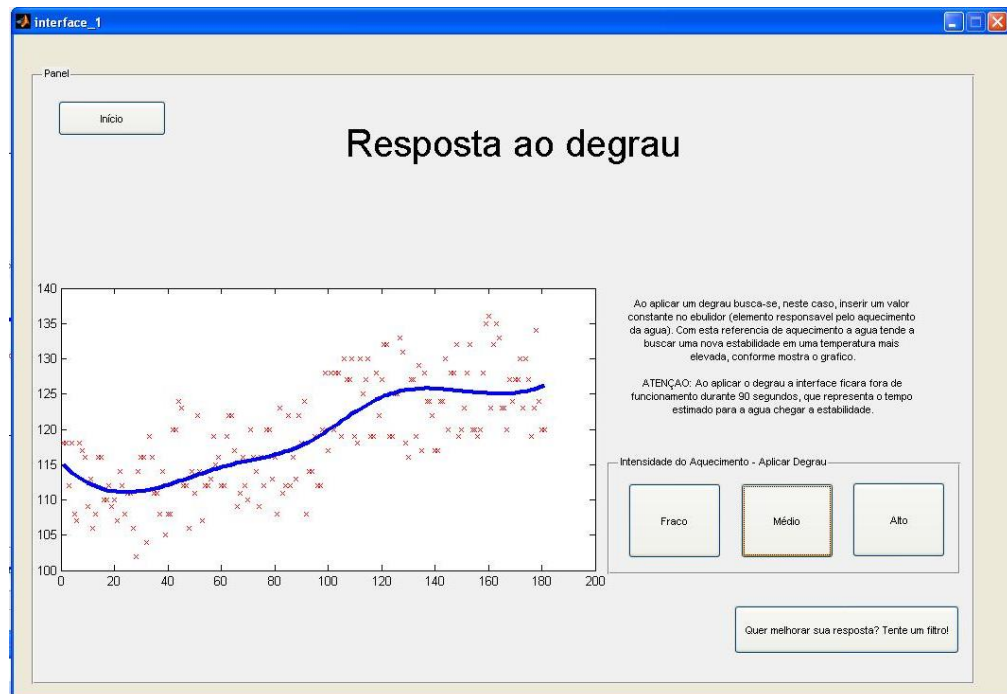 interface_1
Panel
Início
Resposta ao degrau
140
135
130
125
120
115
110
105
100
0 20 40 60 80 100 120 140 160 180 200
Ao aplicar um degrau busca-se, neste caso, inserir um valor
constante no ebulidor (elemento responsavel pelo aquecimento
da agua). Com esta referencia de aquecimento a agua tende a
buscar uma nova estabilidade em uma temperatura mais
elevada, conforme mostra o grafico.
ATENÇAO: Ao aplicar o degrau a interface ficara fora de
funcionamento durante 90 segundos, que representa o tempo
estimado para a agua chegar a estabilidade.
Intensidade do Aquecimento - Aplicar Degrau
Fraco Médio Alto
Quer melhorar sua resposta? Tente um filtro!